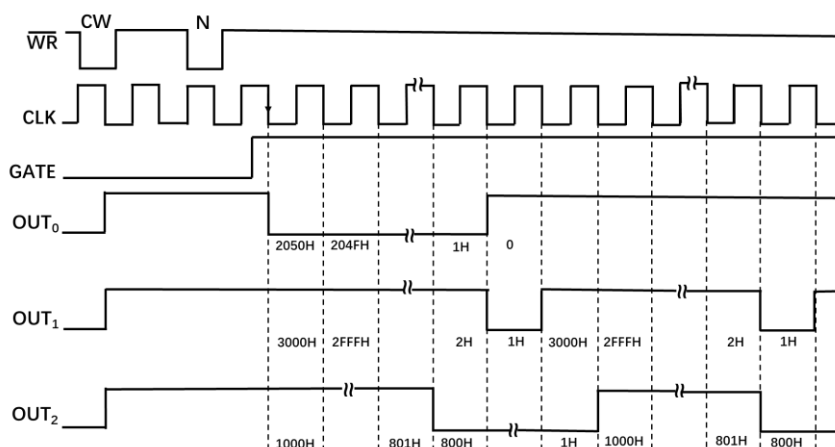 CW N
WR
CLK
GATE
OUT0
2050H 204FH 1H 0
OUT1
3000H 2FFFH 2H 1H 3000H 2FFFH 2H 1H
OUT2
1000H 801H 800H 1H 1000H 801H 800H